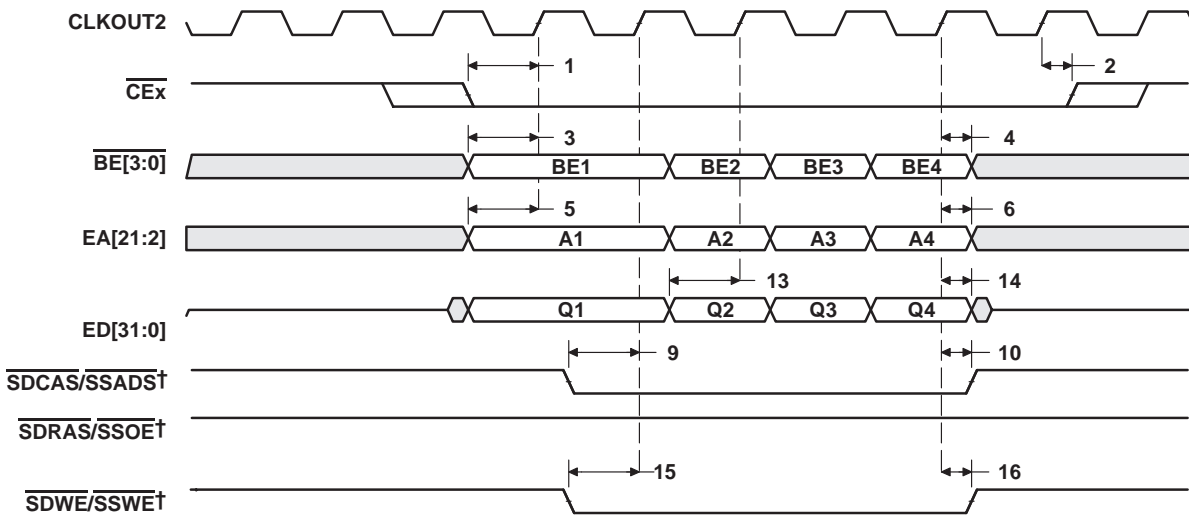 CLKOUT2
1
2
CEx
3
4
BE[3:0]
BE1 BE2 BE3 BE4
5
6
EA[21:2]
A1 A2 A3 A4
13
14
Q1 Q2 Q3 Q4
ED[31:0]
9
10
SDCAS/SSADS†
SDRAS/SSOE†
15
16
SDWE/SSWE†